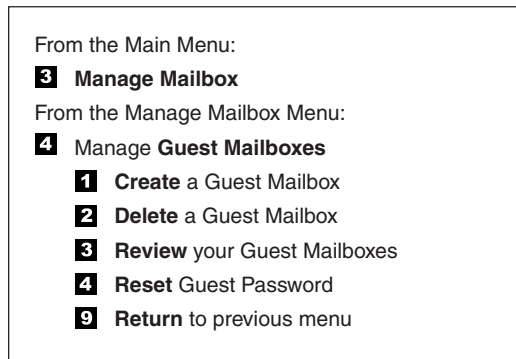 From the Main Menu:
3 Manage Mailbox
From the Manage Mailbox Menu:
4 Manage Guest Mailboxes
1 Create a Guest Mailbox
2 Delete a Guest Mailbox
3 Review your Guest Mailboxes
4 Reset Guest Password
9 Return to previous menu